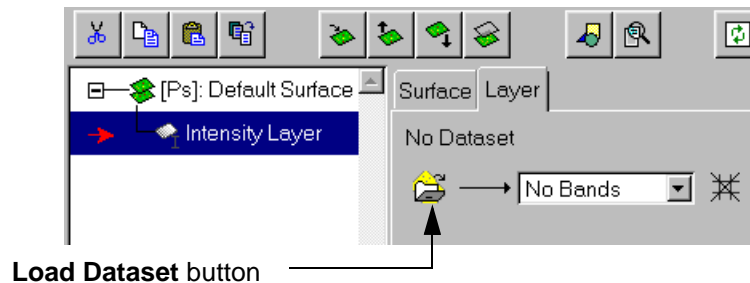 [Ps]: Default Surface
Surface Layer
Intensity Layer
No Dataset
No Bands
Load Dataset button